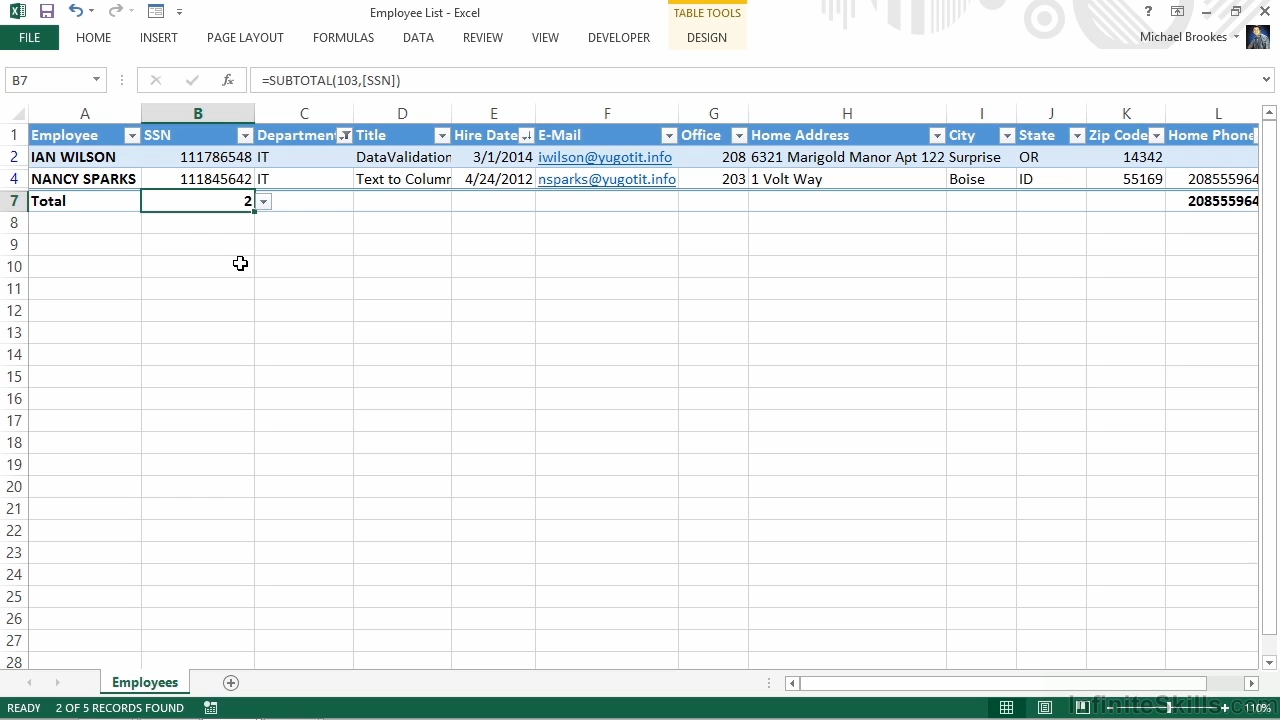 Employee List - Excel
TABLE TOOLS
FILE HOME INSERT PAGE LAYOUT FORMULAS DATA REVIEW VIEW DEVELOPER DESIGN Michael Brookes
B7 fx =SUBTOTAL(103,[SSN])
A B C D E F G H I J K L
1 Employee SSN Department Title Hire Date E-Mail Office Home Address City State Zip Code Home Phone
2 IAN WILSON 111786548 IT DataValidation 3/1/2014 iwilson@yugotit.info 208 6321 Marigold Manor Apt 122 Surprise OR 14342
4 NANCY SPARKS 111845642 IT Text to Column 4/24/2012 nsparks@yugotit.info 203 1 Volt Way Boise ID 55169 208555964
7 Total 2 208555964
8
9
10
11
12
13
14
15
16
17
18
19
20
21
22
23
24
25
26
27
28
Employees
READY 2 OF 5 RECORDS FOUND 110%
InfiniteSkills.com